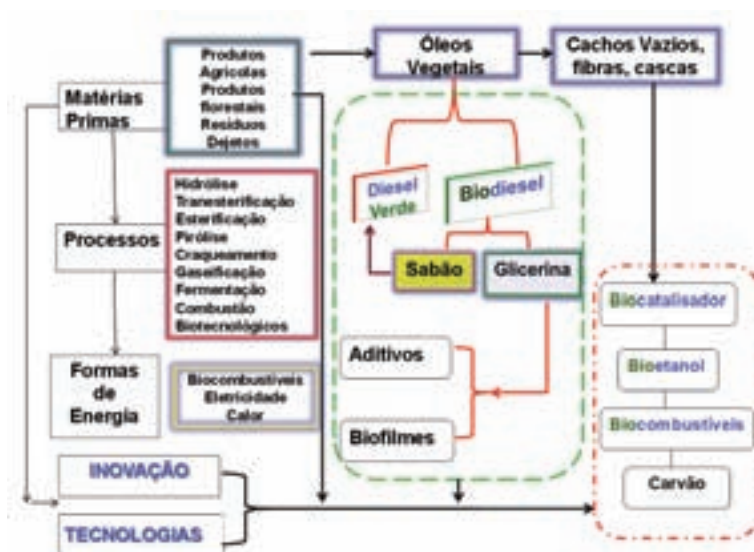 Matérias
Primas
Produtos
Agrícolas
Produtos
florestais
Resíduos
Dejetos
Óleos
Vegetais
Cachos Vazios,
fibras, cascas
Processos
Hidrólise
Tranesterificação
Esterificação
Pirólise
Craqueamento
Gaseificação
Fermentação
Combustão
Biotecnológicos
Diesel
Verde
Biodiesel
Sabão
Glicerina
Aditivos
Biofilmes
Biocatalisador
Bioetanol
Biocombustíveis
Carvão
Formas
de
Energia
Biocombustíveis
Eletricidade
Calor
INOVAÇÃO
TECNOLOGIAS